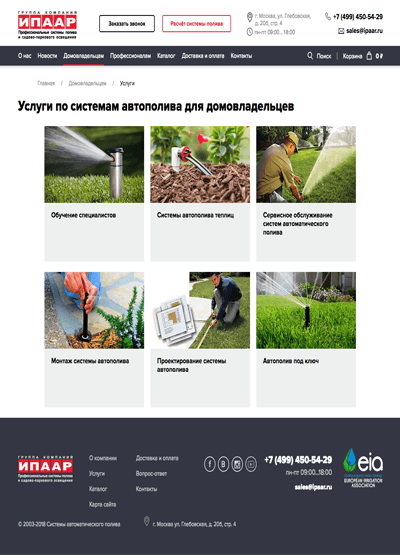 ГРУППА КОМПАНИЙ
ИПААР
Профессиональные системы полива
и садово-паркового освещения
Заказать звонок
Расчёт системы полива
г. Москва, ул. Глебовская,
д. 20б, стр. 4
пн-пт 09:00...18:00
+7 (499) 450-54-29
sales@ipaar.ru
О нас
Новости
Домовладельцам
Профессионалам
Каталог
Доставка и оплата
Контакты
Поиск
Корзина
0 ₽
Главная / Домовладельцам / Услуги
Услуги по системам автополива для домовладельцев
Обучение специалистов
Системы автополива теплиц
Сервисное обслуживание
систем автоматического
полива
Монтаж системы автополива
Проектирование системы
автополива
Автополив под ключ
ГРУППА КОМПАНИЙ
ИПААР
Профессиональные системы полива
и садово-паркового освещения
О компании
Услуги
Каталог
Карта сайта
Доставка и оплата
Вопрос-ответ
Контакты
+7 (499) 450-54-29
пн-пт 09:00...18:00
sales@ipaar.ru
eia
EUROPEAN IRRIGATION
ASSOCIATION
© 2003-2018 Системы автоматического полива
г. Москва ул. Глебовская, д. 20б, стр. 4